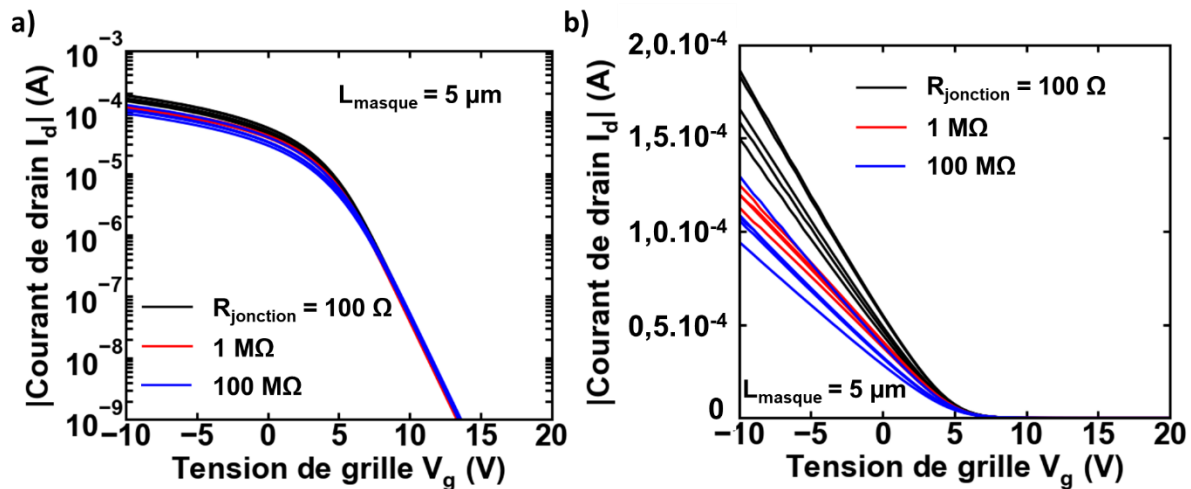 a)
|Courant de drain I_d| (A)
10⁻³
10⁻⁴
10⁻⁵
10⁻⁶
10⁻⁷
10⁻⁸
10⁻⁹
L_masque = 5 µm
R_jonction = 100 Ω
1 MΩ
100 MΩ
−10 −5 0 5 10 15 20
Tension de grille V_g (V)
b)
|Courant de drain I_d| (A)
2,0.10⁻⁴
1,5.10⁻⁴
1,0.10⁻⁴
0,5.10⁻⁴
0
R_jonction = 100 Ω
1 MΩ
100 MΩ
L_masque = 5 µm
−10 −5 0 5 10 15 20
Tension de grille V_g (V)